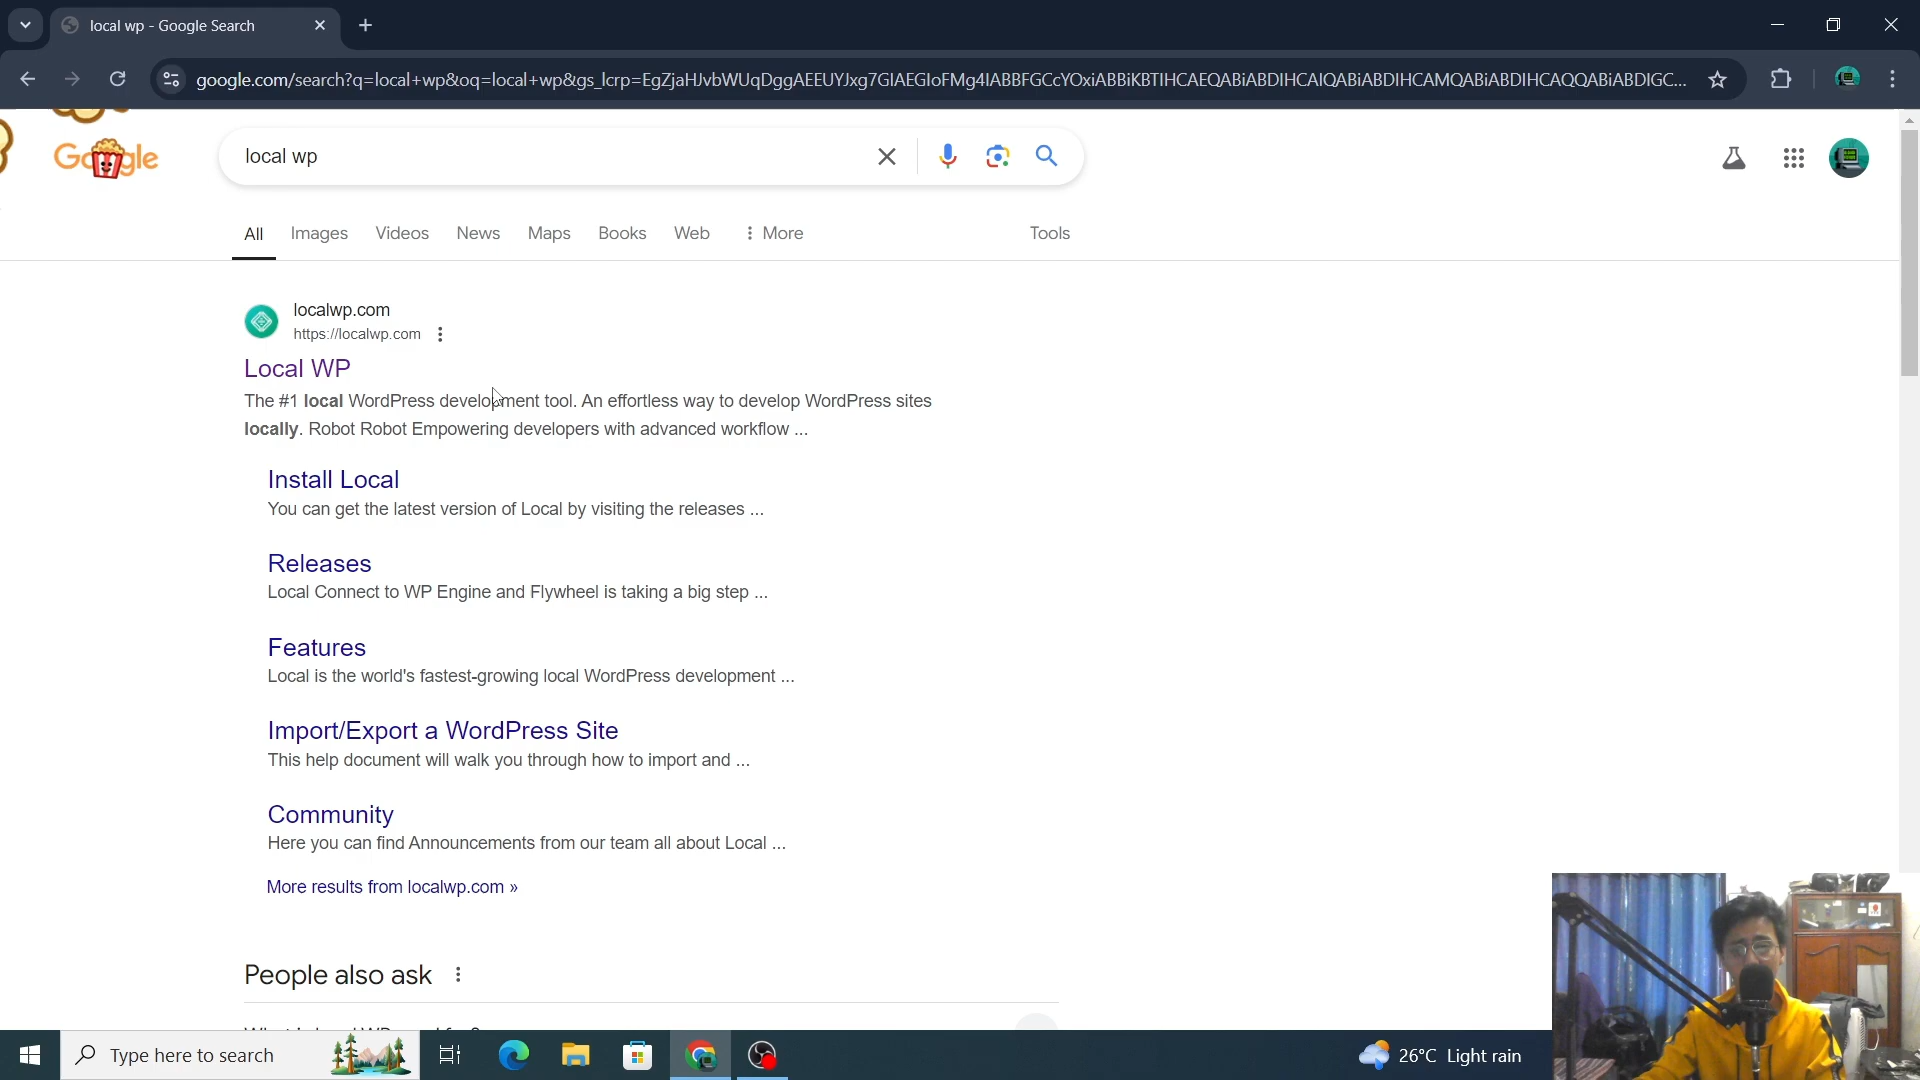 local wp - Google Search
google.com/search?q=local+wp&oq=local+wp&gs_lcrp=EgZjaHJvbWUqDggAEEUYJxg7GIAEGIoFMg4IABBFGCcYOxiABBiKBTIHCAEQABiABDIHCAIQABiABDIHCAMQABiABDIHCAQQABiABDIGC...
Google
local wp
All
Images
Videos
News
Maps
Books
Web
More
Tools
localwp.com
https://localwp.com
Local WP
The #1 local WordPress development tool. An effortless way to develop WordPress sites
locally. Robot Robot Empowering developers with advanced workflow ...
Install Local
You can get the latest version of Local by visiting the releases ...
Releases
Local Connect to WP Engine and Flywheel is taking a big step ...
Features
Local is the world's fastest-growing local WordPress development ...
Import/Export a WordPress Site
This help document will walk you through how to import and ...
Community
Here you can find Announcements from our team all about Local ...
More results from localwp.com »
People also ask
Type here to search
26°C Light rain